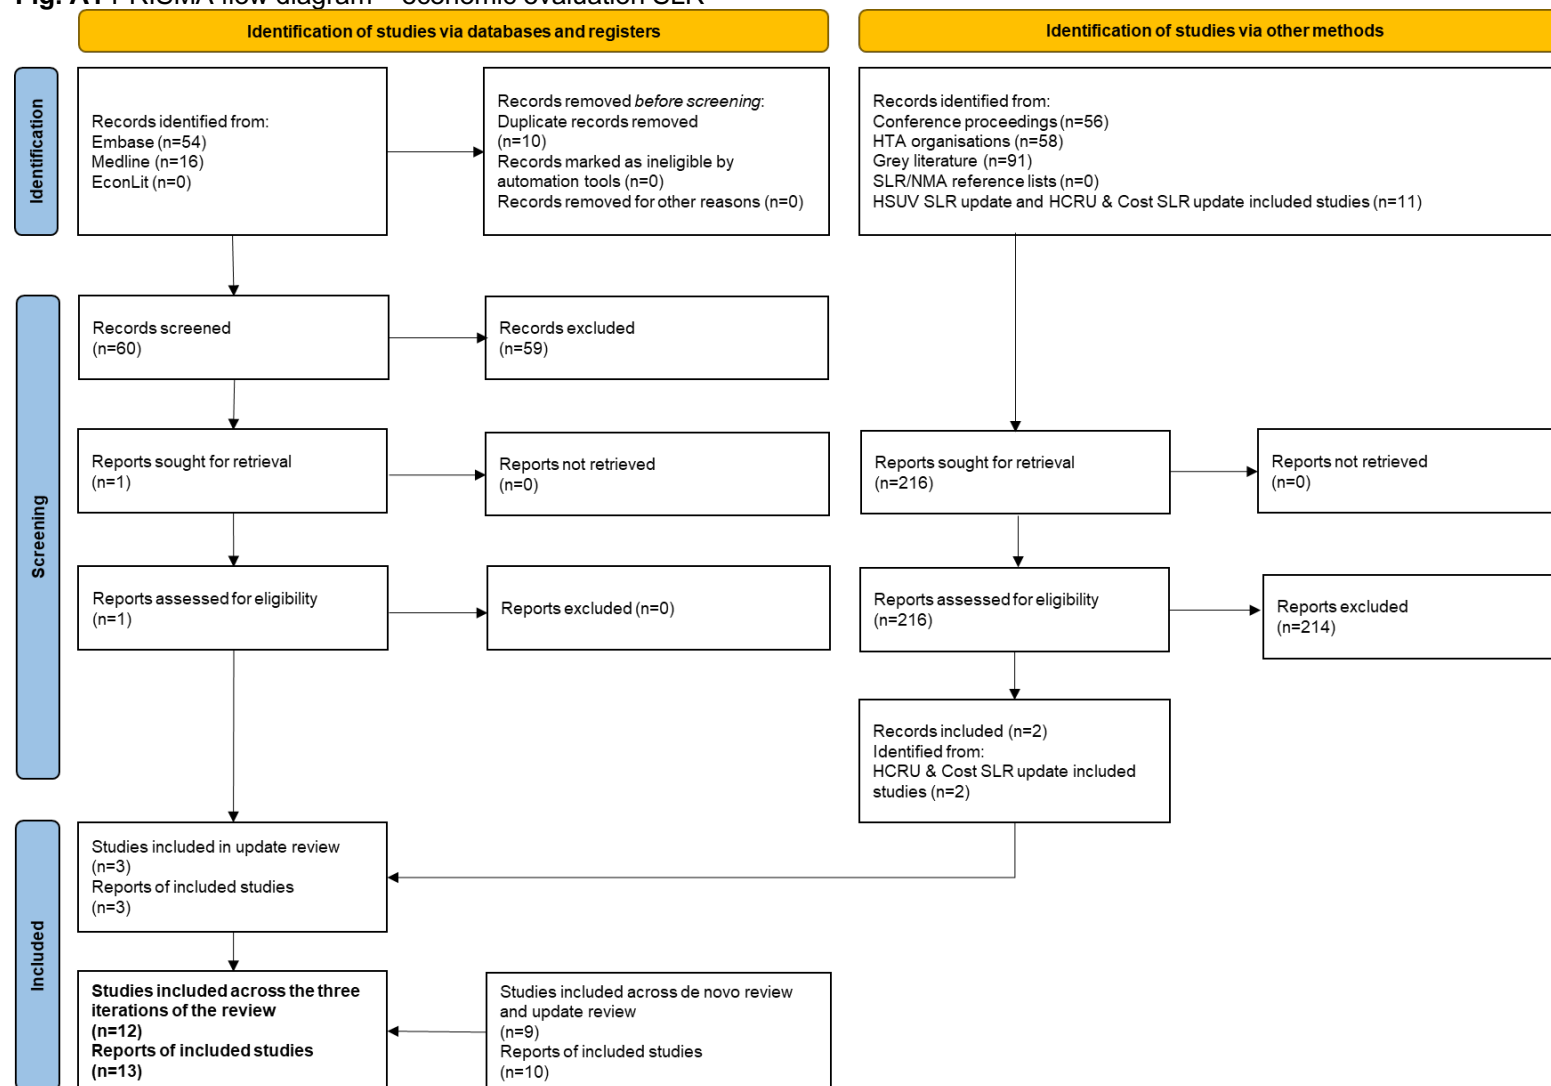 Fig. A1 PRISMA flow diagram – economic evaluation SLR
Identification of studies via databases and registers
Identification of studies via other methods
Identification
Records identified from:
Embase (n=54)
Medline (n=16)
EconLit (n=0)
Records removed before screening:
Duplicate records removed
(n=10)
Records marked as ineligible by
automation tools (n=0)
Records removed for other reasons (n=0)
Records identified from:
Conference proceedings (n=56)
HTA organisations (n=58)
Grey literature (n=91)
SLR/NMA reference lists (n=0)
HSUV SLR update and HCRU & Cost SLR update included studies (n=11)
Screening
Records screened
(n=60)
Records excluded
(n=59)
Reports sought for retrieval
(n=1)
Reports not retrieved
(n=0)
Reports sought for retrieval
(n=216)
Reports not retrieved
(n=0)
Reports assessed for eligibility
(n=1)
Reports excluded (n=0)
Reports assessed for eligibility
(n=216)
Reports excluded
(n=214)
Records included (n=2)
Identified from:
HCRU & Cost SLR update included
studies (n=2)
Included
Studies included in update review
(n=3)
Reports of included studies
(n=3)
Studies included across the three
iterations of the review
(n=12)
Reports of included studies
(n=13)
Studies included across de novo review
and update review
(n=9)
Reports of included studies
(n=10)